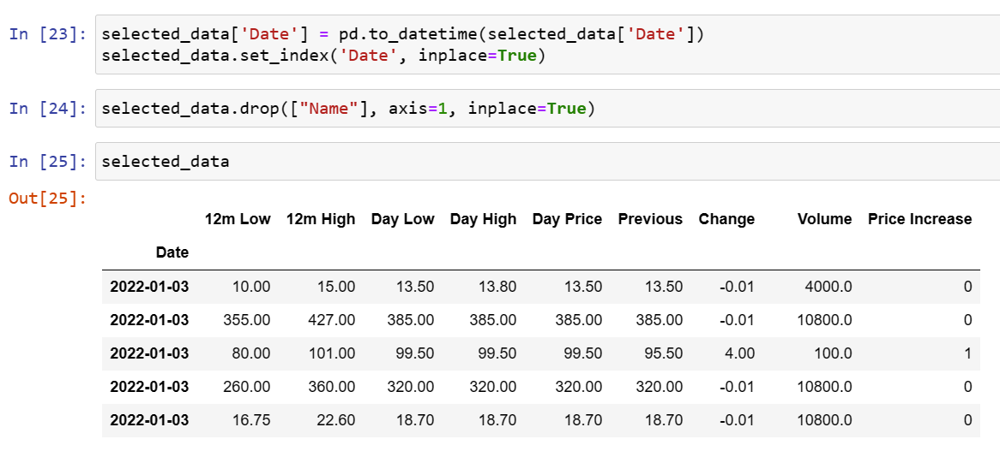 In [23]: selected_data['Date'] = pd.to_datetime(selected_data['Date'])
selected_data.set_index('Date', inplace=True)
In [24]: selected_data.drop(["Name"], axis=1, inplace=True)
In [25]: selected_data
Out[25]:
12m Low 12m High Day Low Day High Day Price Previous Change Volume Price Increase
Date
2022-01-03 10.00 15.00 13.50 13.80 13.50 13.50 -0.01 4000.0 0
2022-01-03 355.00 427.00 385.00 385.00 385.00 385.00 -0.01 10800.0 0
2022-01-03 80.00 101.00 99.50 99.50 99.50 95.50 4.00 100.0 1
2022-01-03 260.00 360.00 320.00 320.00 320.00 320.00 -0.01 10800.0 0
2022-01-03 16.75 22.60 18.70 18.70 18.70 18.70 -0.01 10800.0 0